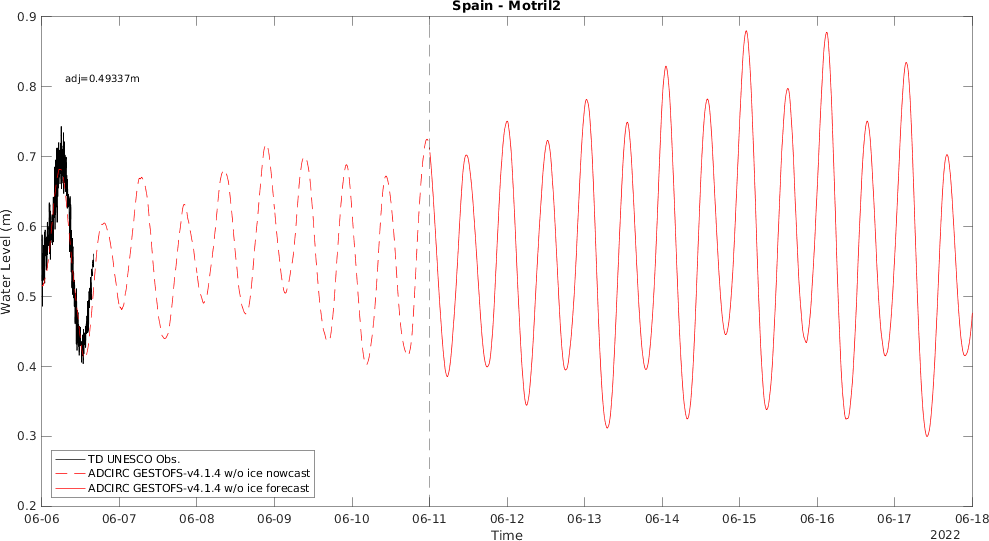 Spain - Motril2
0.9
0.8
0.7
0.6
0.5
0.4
0.3
0.2
Water Level (m)
adj=0.49337m
TD UNESCO Obs.
ADCIRC GESTOFS-v4.1.4 w/o ice nowcast
ADCIRC GESTOFS-v4.1.4 w/o ice forecast
06-06 06-07 06-08 06-09 06-10 06-11 06-12 06-13 06-14 06-15 06-16 06-17 06-18
Time
2022